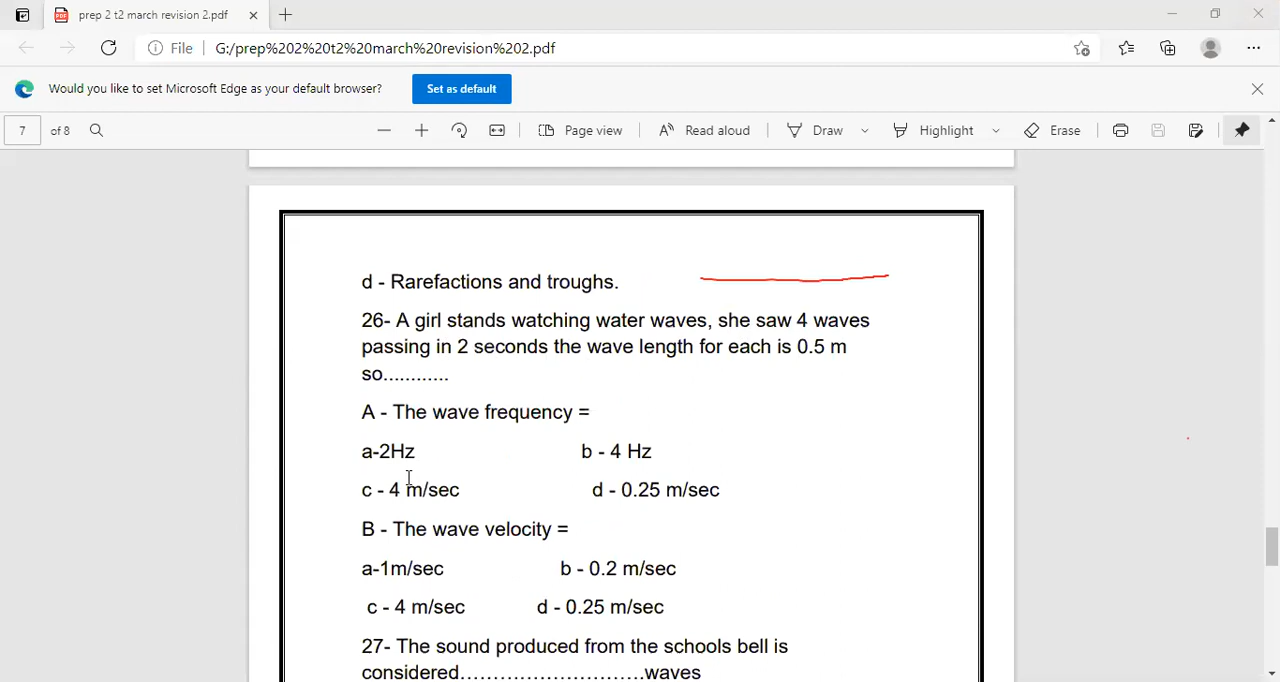 prep 2 t2 march revision 2.pdf
File G:/prep%202%20t2%20march%20revision%202.pdf
Would you like to set Microsoft Edge as your default browser? Set as default
7 of 8 Page view Read aloud Draw Highlight Erase
d - Rarefactions and troughs.
26- A girl stands watching water waves, she saw 4 waves
passing in 2 seconds the wave length for each is 0.5 m
so............
A - The wave frequency =
a-2Hz b - 4 Hz
c - 4 m/sec d - 0.25 m/sec
B - The wave velocity =
a-1m/sec b - 0.2 m/sec
c - 4 m/sec d - 0.25 m/sec
27- The sound produced from the schools bell is
considered……………………….waves